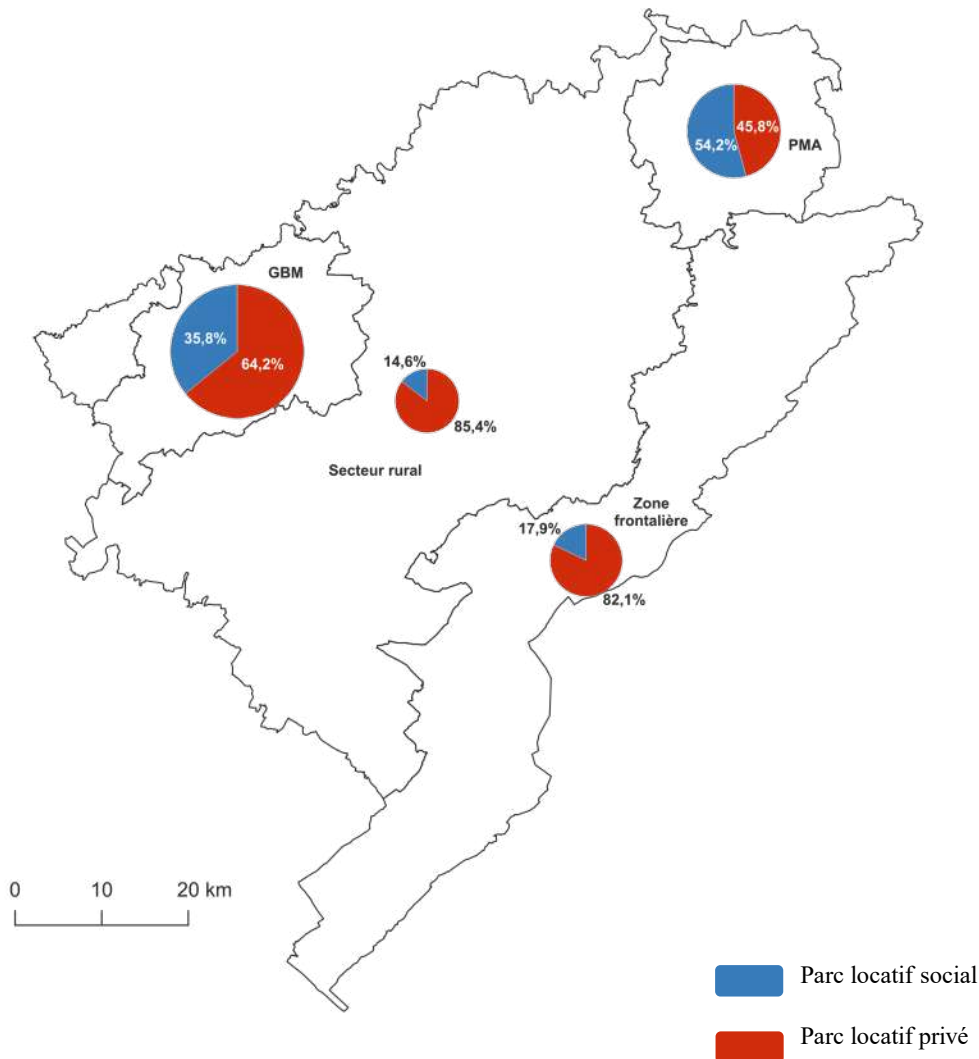 45,8%
54,2%
PMA
GBM
35,8%
64,2%
14,6%
85,4%
Secteur rural
Zone
frontalière
17,9%
82,1%
0 10 20 km
Parc locatif social
Parc locatif privé